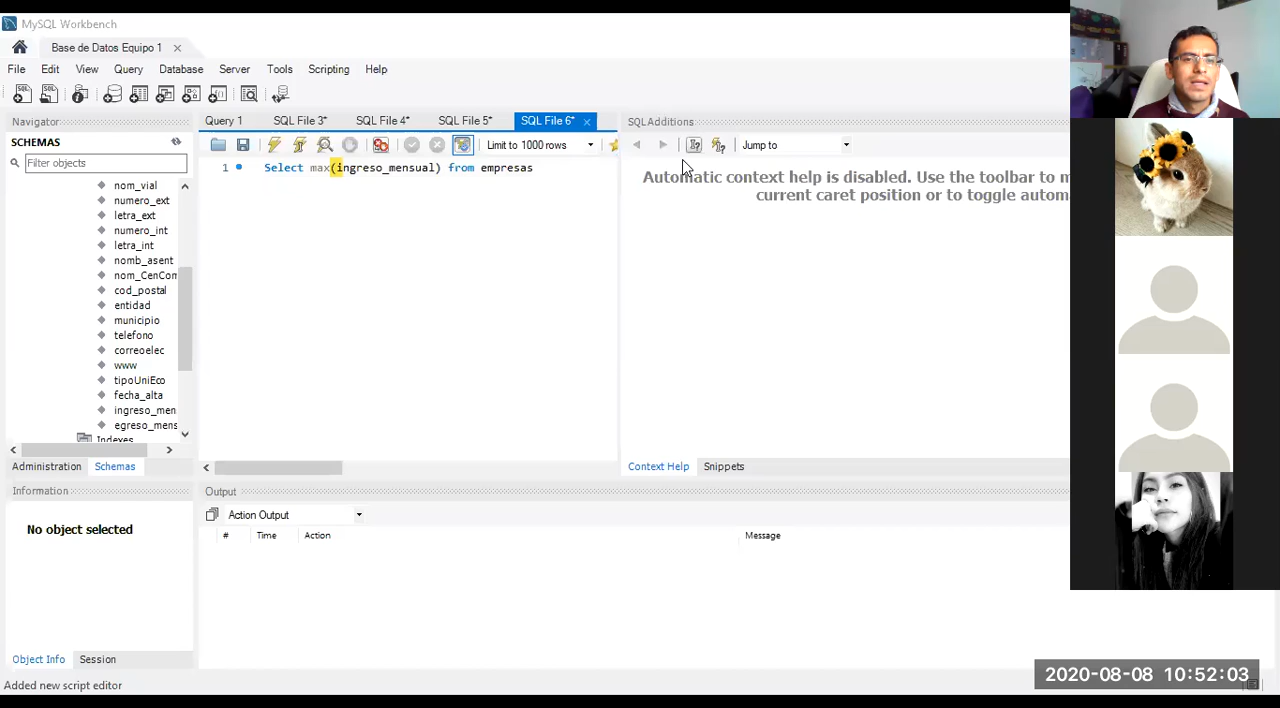 MySQL Workbench
Base de Datos Equipo 1
File Edit View Query Database Server Tools Scripting Help
Navigator
SCHEMAS
Filter objects
nom_vial
numero_ext
letra_ext
numero_int
letra_int
nomb_asent
nom_CenCom
cod_postal
entidad
municipio
telefono
correoelec
www
tipoUniEco
fecha_alta
ingreso_men
egreso_mens
Indexes
Administration Schemas
Information
No object selected
Object Info Session
Added new script editor
Query 1 SQL File 3* SQL File 4* SQL File 5* SQL File 6*
Limit to 1000 rows
1 Select max(ingreso_mensual) from empresas
SQLAdditions
Jump to
Automatic context help is disabled. Use the toolbar to m
current caret position or to toggle autom
Context Help Snippets
Output
Action Output
# Time Action Message
2020-08-08 10:52:03